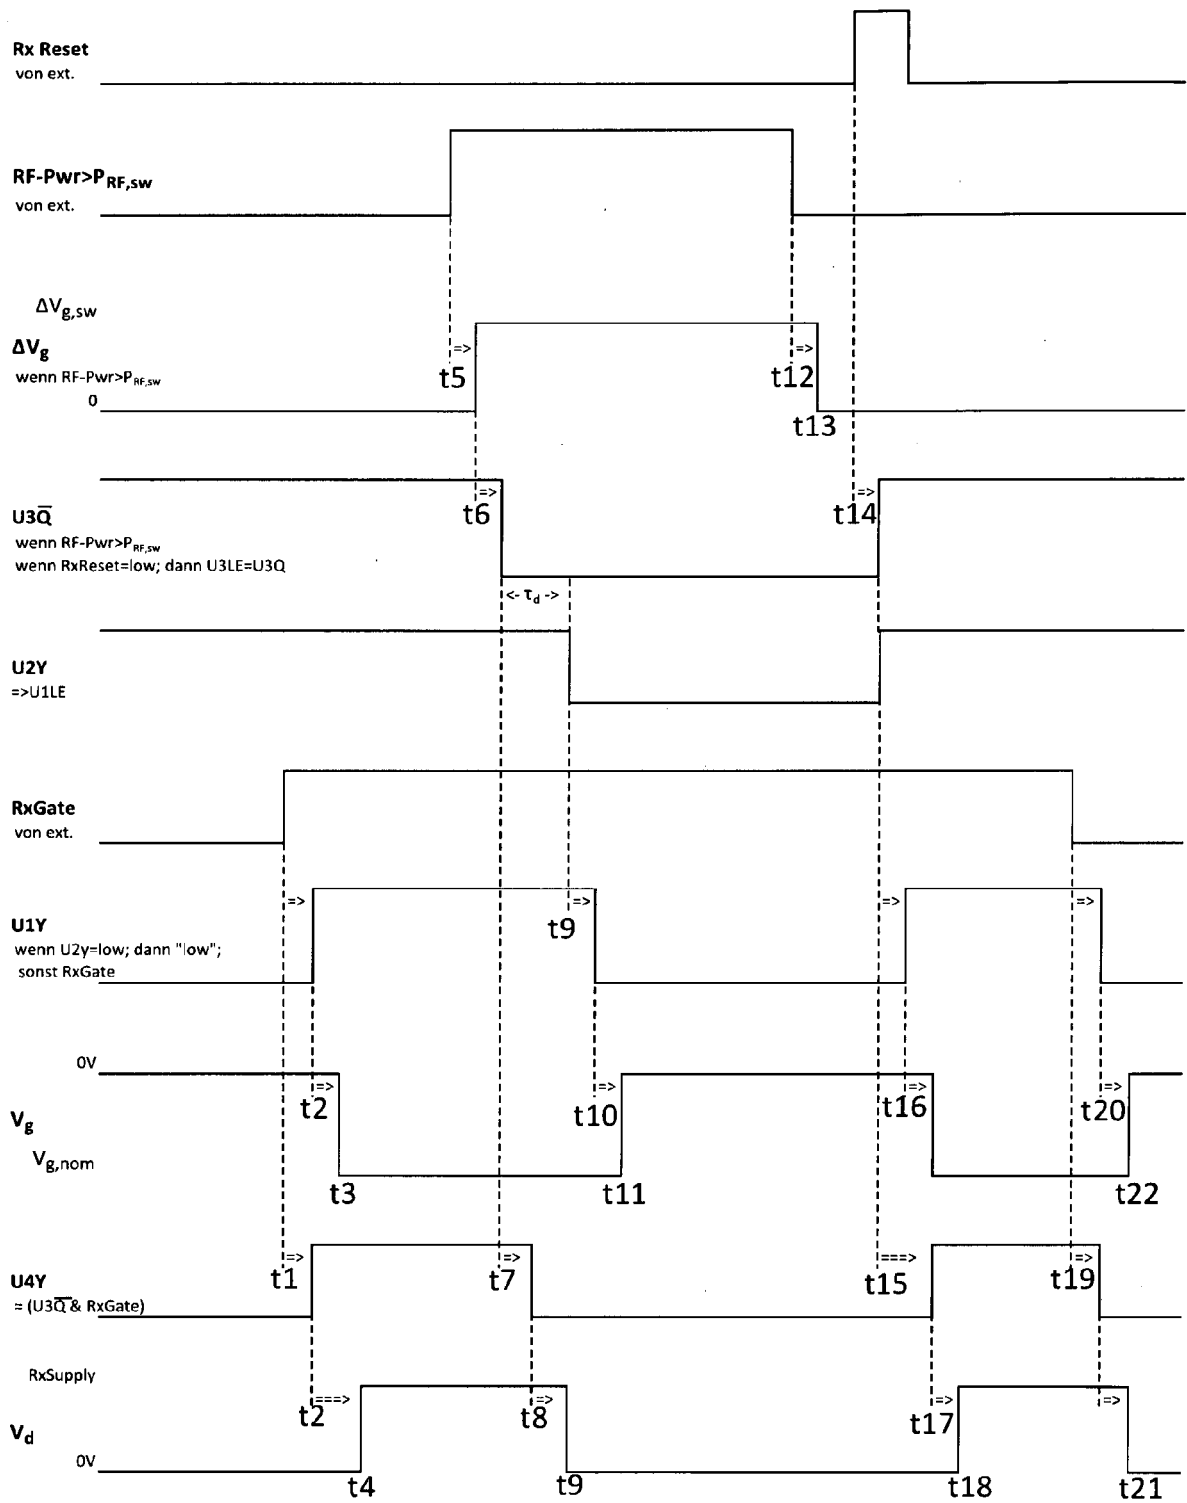 Rx Reset
von ext.
RF-Pwr>P_RF,sw
von ext.
ΔV_g,sw
ΔV_g
wenn RF-Pwr>P_RF,sw
0
=>
t5
=>
t12
t13
U3Q̅
wenn RF-Pwr>P_RF,sw
wenn RxReset=low; dann U3LE=U3Q
=>
t6
=>
t14
<- τ_d ->
U2Y
=>U1LE
RxGate
von ext.
U1Y
wenn U2y=low; dann "low";
sonst RxGate
=>
=>
t9
=>
=>
0V
V_g
V_g,nom
=>
t2
=>
t10
=>
t16
=>
t20
t3
t11
t22
U4Y
= (U3Q̅ & RxGate)
=>
t1
=>
t7
===>
t15
=>
t19
RxSupply
V_d
0V
t2 ===>
=>
t8
=>
t17
=>
t4
t9
t18
t21